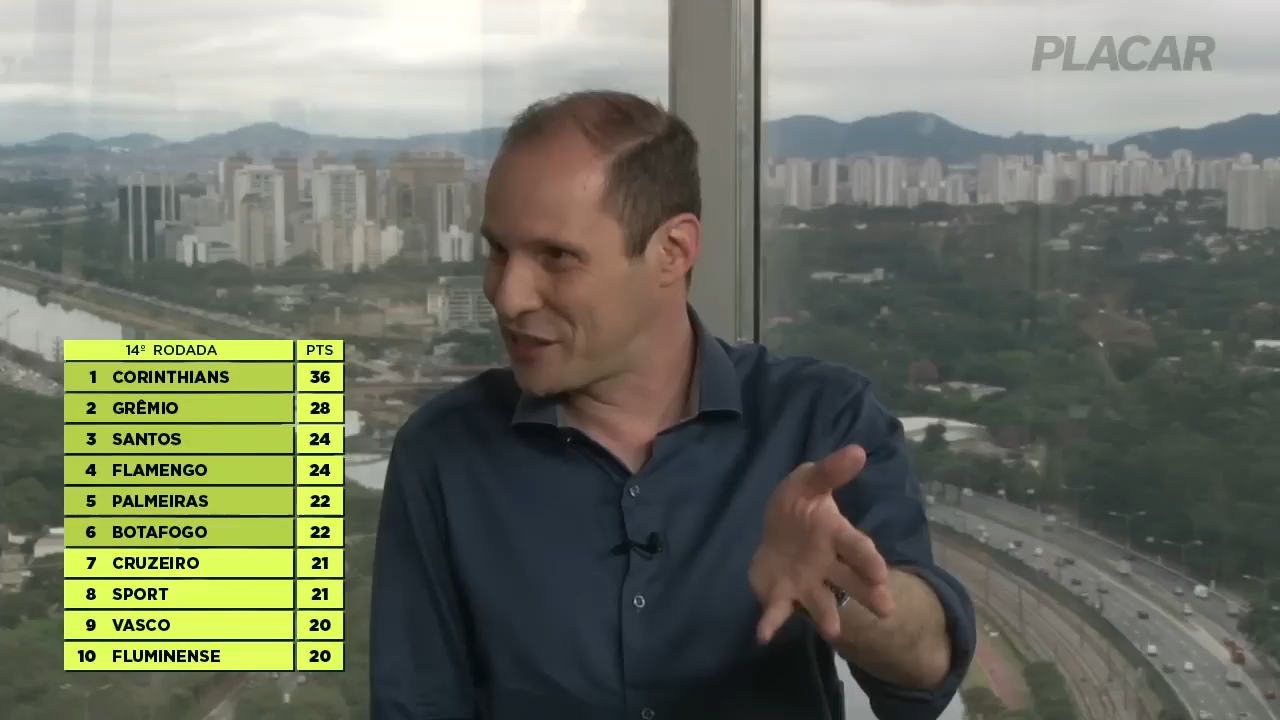 PLACAR
14º RODADA PTS
1 CORINTHIANS 36
2 GRÊMIO 28
3 SANTOS 24
4 FLAMENGO 24
5 PALMEIRAS 22
6 BOTAFOGO 22
7 CRUZEIRO 21
8 SPORT 21
9 VASCO 20
10 FLUMINENSE 20